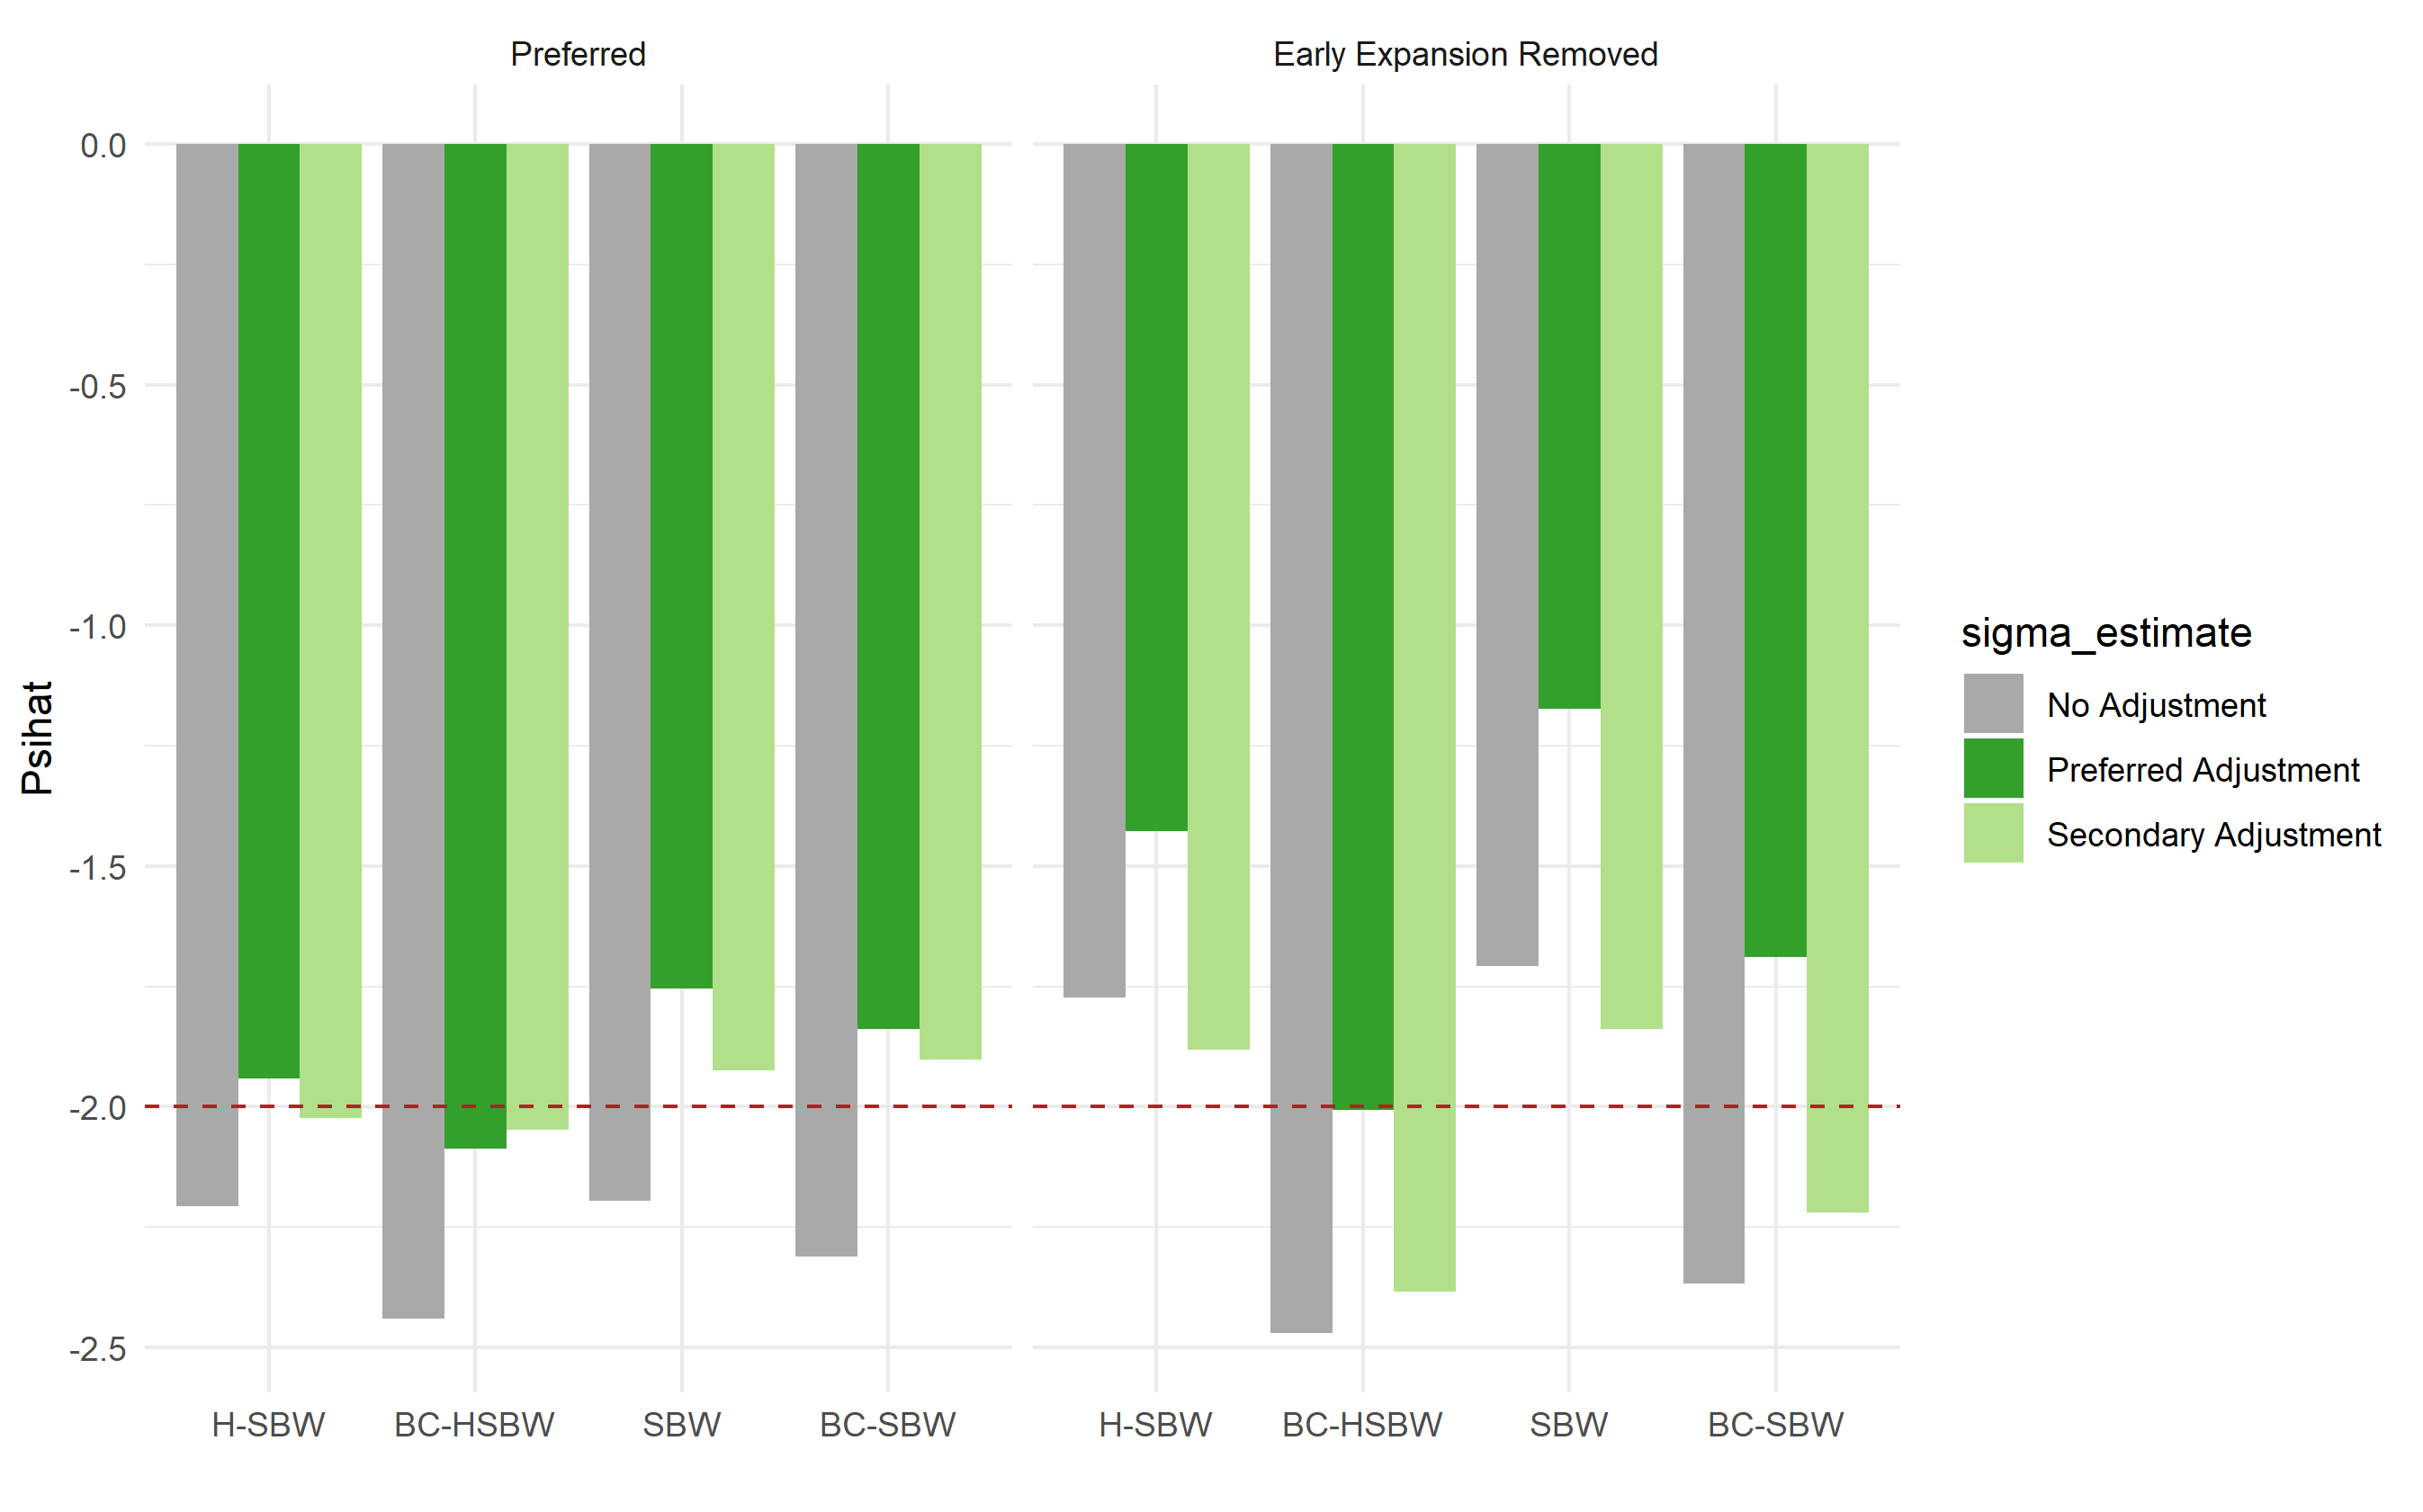 Preferred
Early Expansion Removed
0.0
-0.5
-1.0
-1.5
-2.0
-2.5
Psihat
H-SBW
BC-HSBW
SBW
BC-SBW
H-SBW
BC-HSBW
SBW
BC-SBW
sigma_estimate
No Adjustment
Preferred Adjustment
Secondary Adjustment